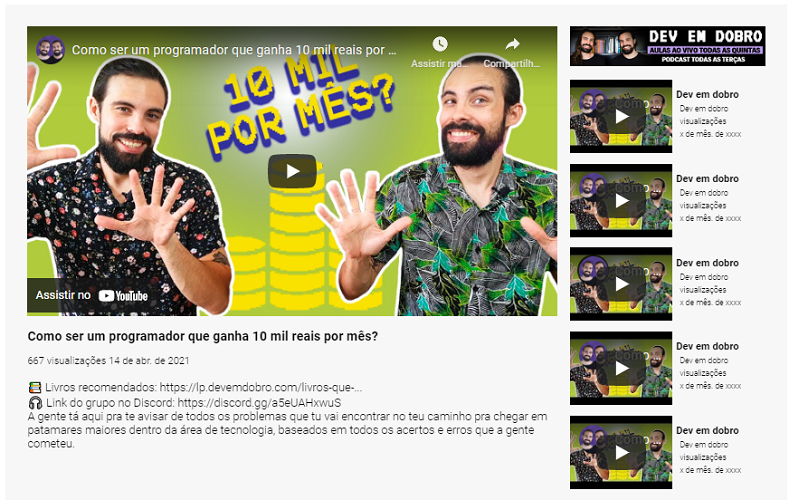 Como ser um programador que ganha 10 mil reais por ...
Assistir ma...
Compartilh...
10 MIL
POR MÊS?
Assistir no YouTube
Como ser um programador que ganha 10 mil reais por mês?
667 visualizações 14 de abr. de 2021
Livros recomendados: https://lp.devemdobro.com/livros-que-...
Link do grupo no Discord: https://discord.gg/a5eUAHxwuS
A gente tá aqui pra te avisar de todos os problemas que tu vai encontrar no teu caminho pra chegar em
patamares maiores dentro da área de tecnologia, baseados em todos os acertos e erros que a gente
cometeu.
DEV EM DOBRO
AULAS AO VIVO TODAS AS QUINTAS
PODCAST TODAS AS TERÇAS
Dev em dobro
Dev em dobro
visualizações
x de mês. de xxxx
Dev em dobro
Dev em dobro
visualizações
x de mês. de xxxx
Dev em dobro
Dev em dobro
visualizações
x de mês. de xxxx
Dev em dobro
Dev em dobro
visualizações
x de mês. de xxxx
Dev em dobro
Dev em dobro
visualizações
x de mês. de xxxx